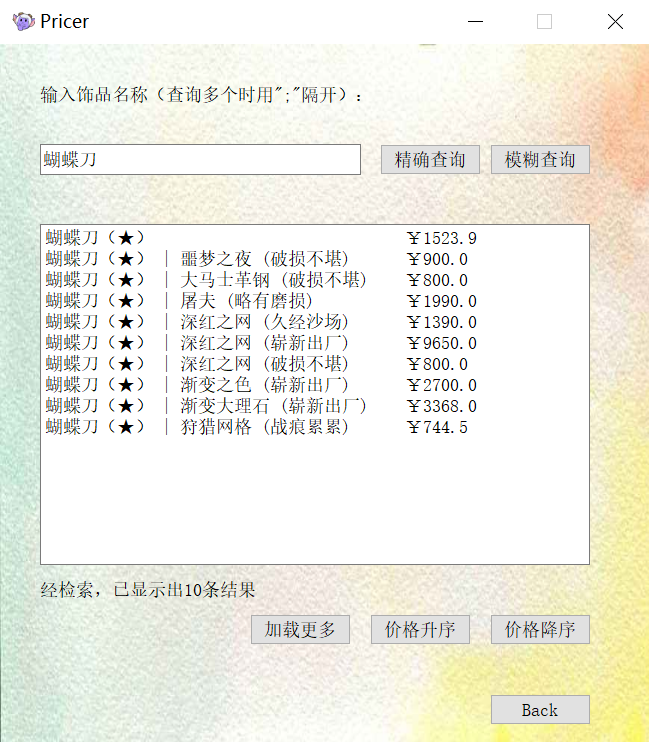 Pricer
输入饰品名称（查询多个时用";"隔开）：
蝴蝶刀 精确查询 模糊查询
蝴蝶刀（★） ￥1523.9
蝴蝶刀（★） | 噩梦之夜 (破损不堪) ￥900.0
蝴蝶刀（★） | 大马士革钢 (破损不堪) ￥800.0
蝴蝶刀（★） | 屠夫 (略有磨损) ￥1990.0
蝴蝶刀（★） | 深红之网 (久经沙场) ￥1390.0
蝴蝶刀（★） | 深红之网 (崭新出厂) ￥9650.0
蝴蝶刀（★） | 深红之网 (破损不堪) ￥800.0
蝴蝶刀（★） | 渐变之色 (崭新出厂) ￥2700.0
蝴蝶刀（★） | 渐变大理石 (崭新出厂) ￥3368.0
蝴蝶刀（★） | 狩猎网格 (战痕累累) ￥744.5
经检索，已显示出10条结果
加载更多 价格升序 价格降序
Back